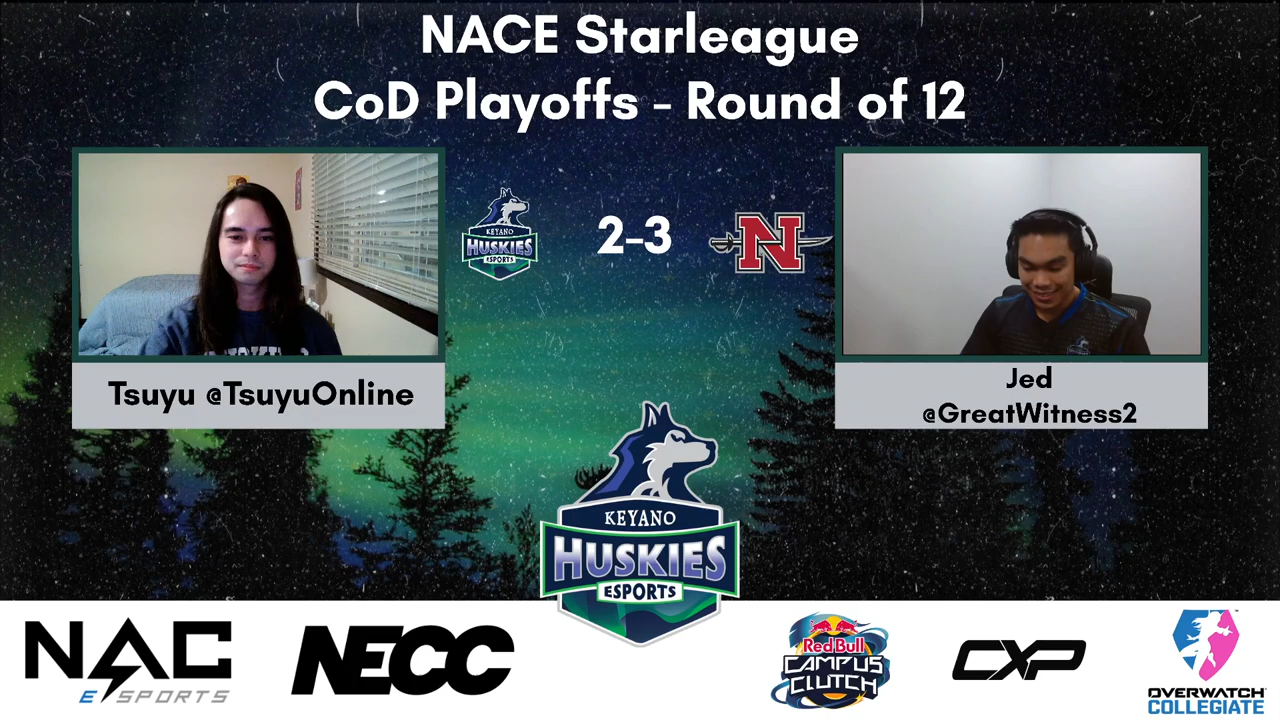 NACE Starleague
CoD Playoffs - Round of 12
KEYANO
HUSKIES
ESPORTS
2-3
N
Tsuyu @TsuyuOnline
Jed
@GreatWitness2
KEYANO
HUSKIES
ESPORTS
NAC
ESPORTS
NECC
Red Bull
CAMPUS
CLUTCH
CXP
OVERWATCH
COLLEGIATE